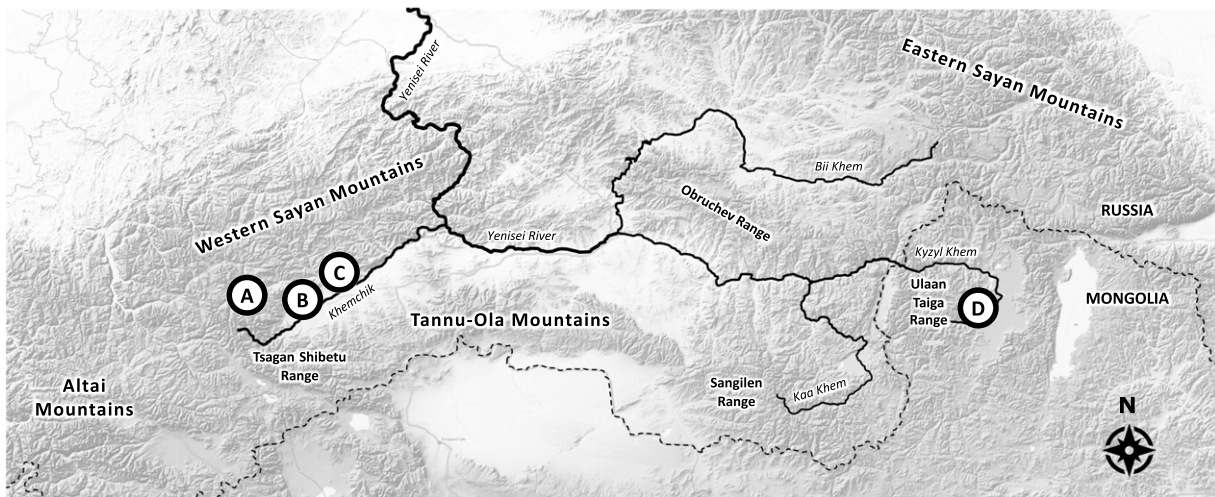 Yenisei River
Eastern Sayan Mountains
Western Sayan Mountains
Bii Khem
Obruchev Range
RUSSIA
Yenisei River
Kyzyl Khem
A
B
C
Khemchik
Ulaan
Taiga
Range
D
MONGOLIA
Tannu-Ola Mountains
Tsagan Shibetu
Range
Altai
Mountains
Sangilen
Range
Kaa Khem
N